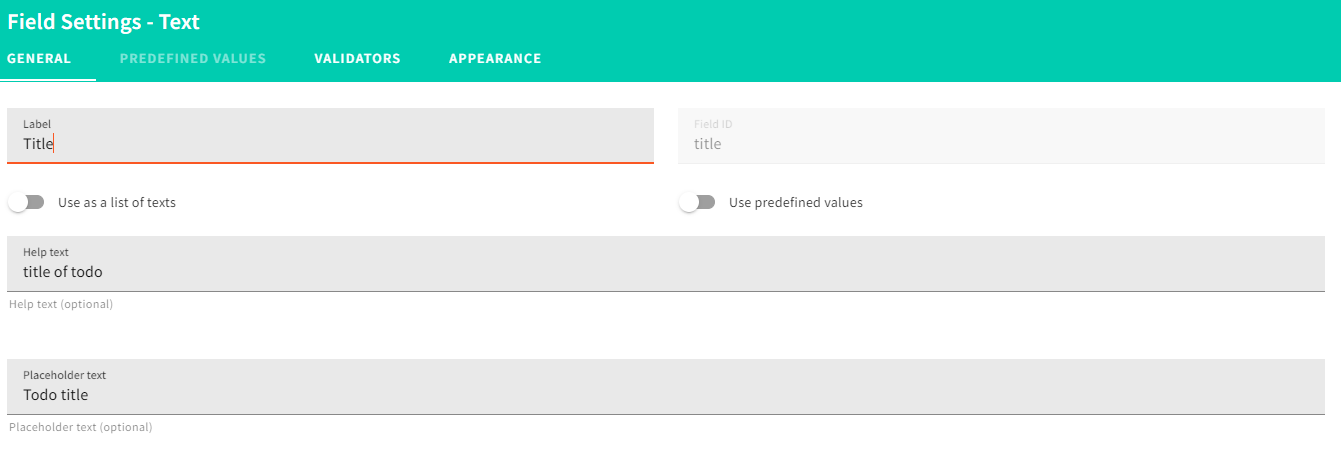 Field Settings - Text
GENERAL PREDEFINED VALUES VALIDATORS APPEARANCE
Label
Title
Field ID
title
Use as a list of texts
Use predefined values
Help text
title of todo
Help text (optional)
Placeholder text
Todo title
Placeholder text (optional)